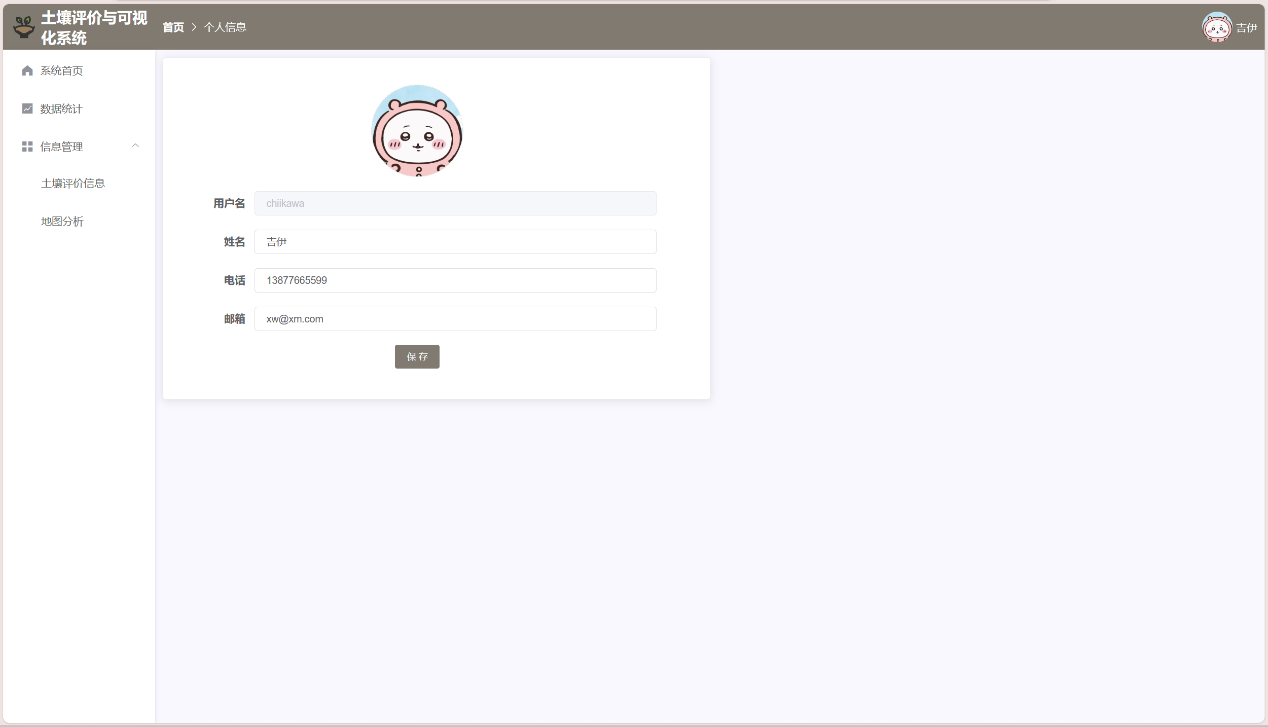 土壤评价与可视
化系统
首页 > 个人信息
吉伊
系统首页
数据统计
信息管理
土壤评价信息
地图分析
用户名 chiikawa
姓名 吉伊
电话 13877665599
邮箱 xw@xm.com
保 存